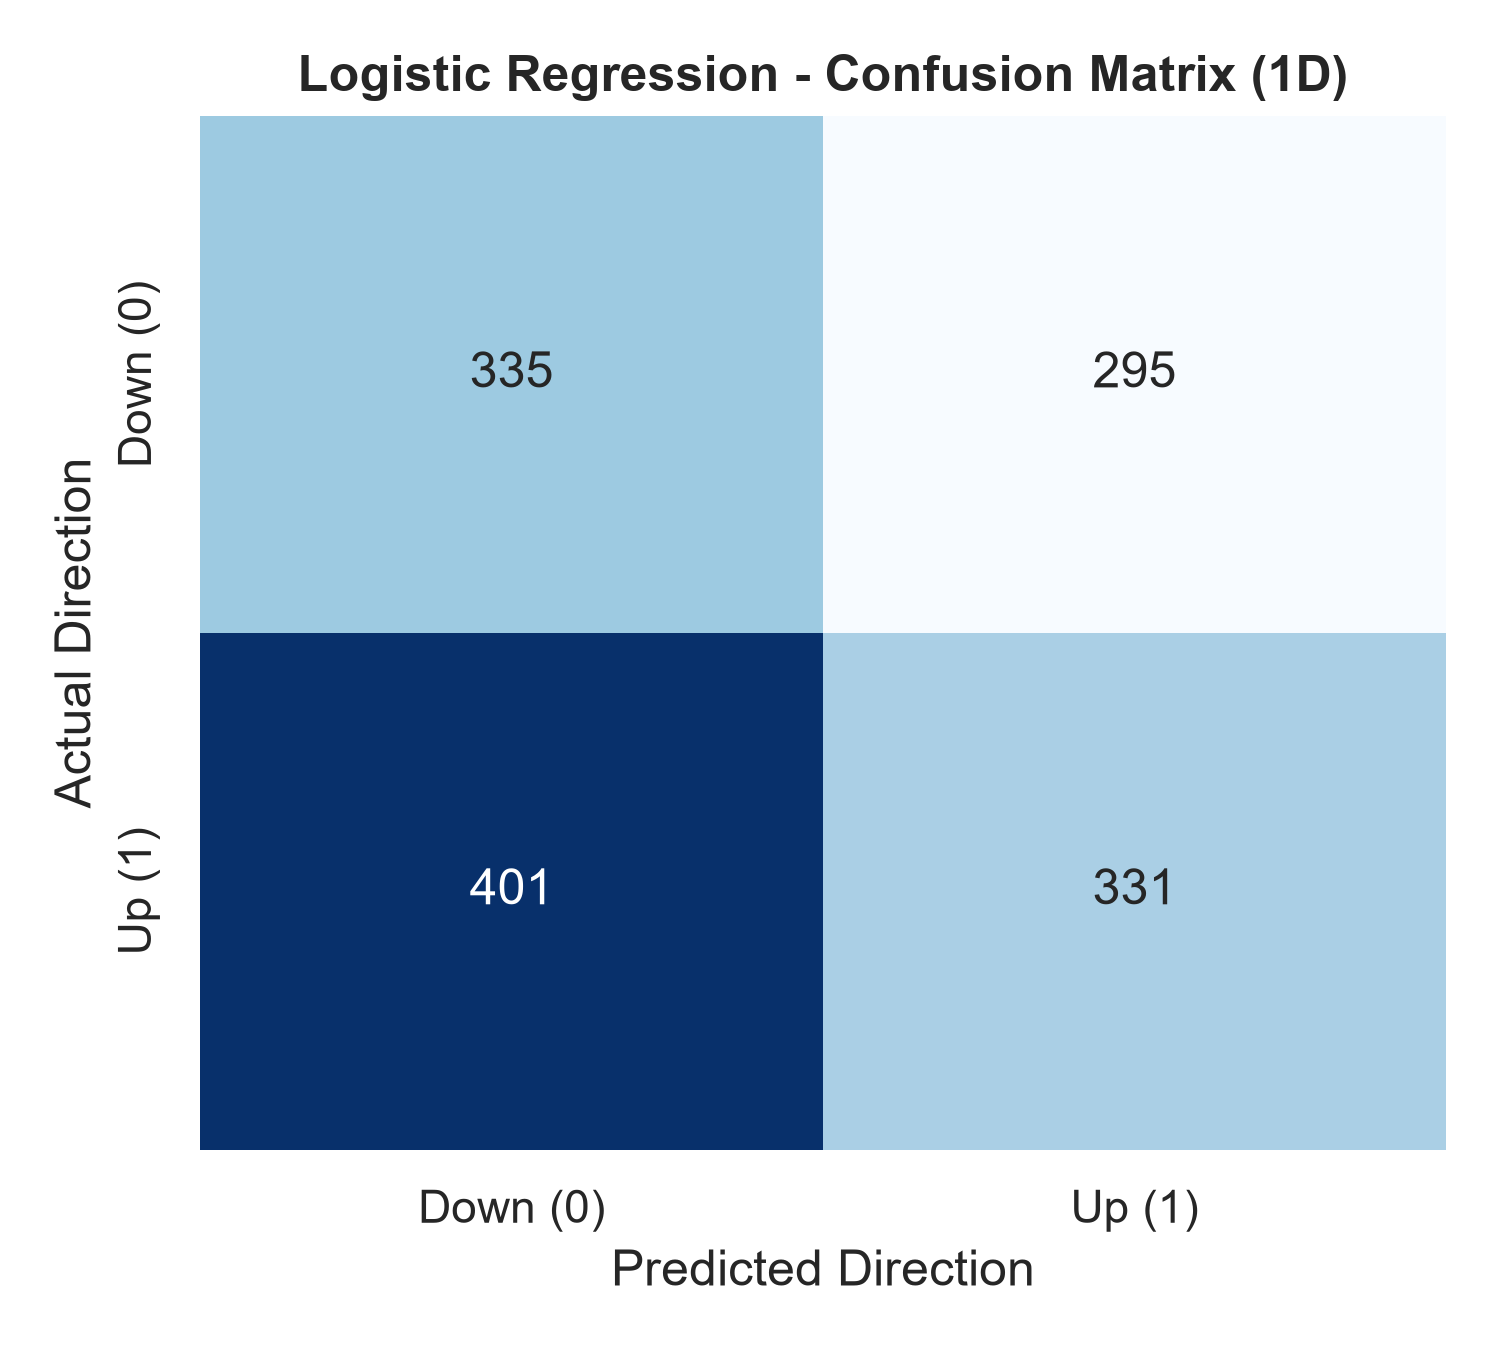 Logistic Regression - Confusion Matrix (1D)
Actual Direction
Down (0)
335
295
Up (1)
401
331
Down (0)
Up (1)
Predicted Direction